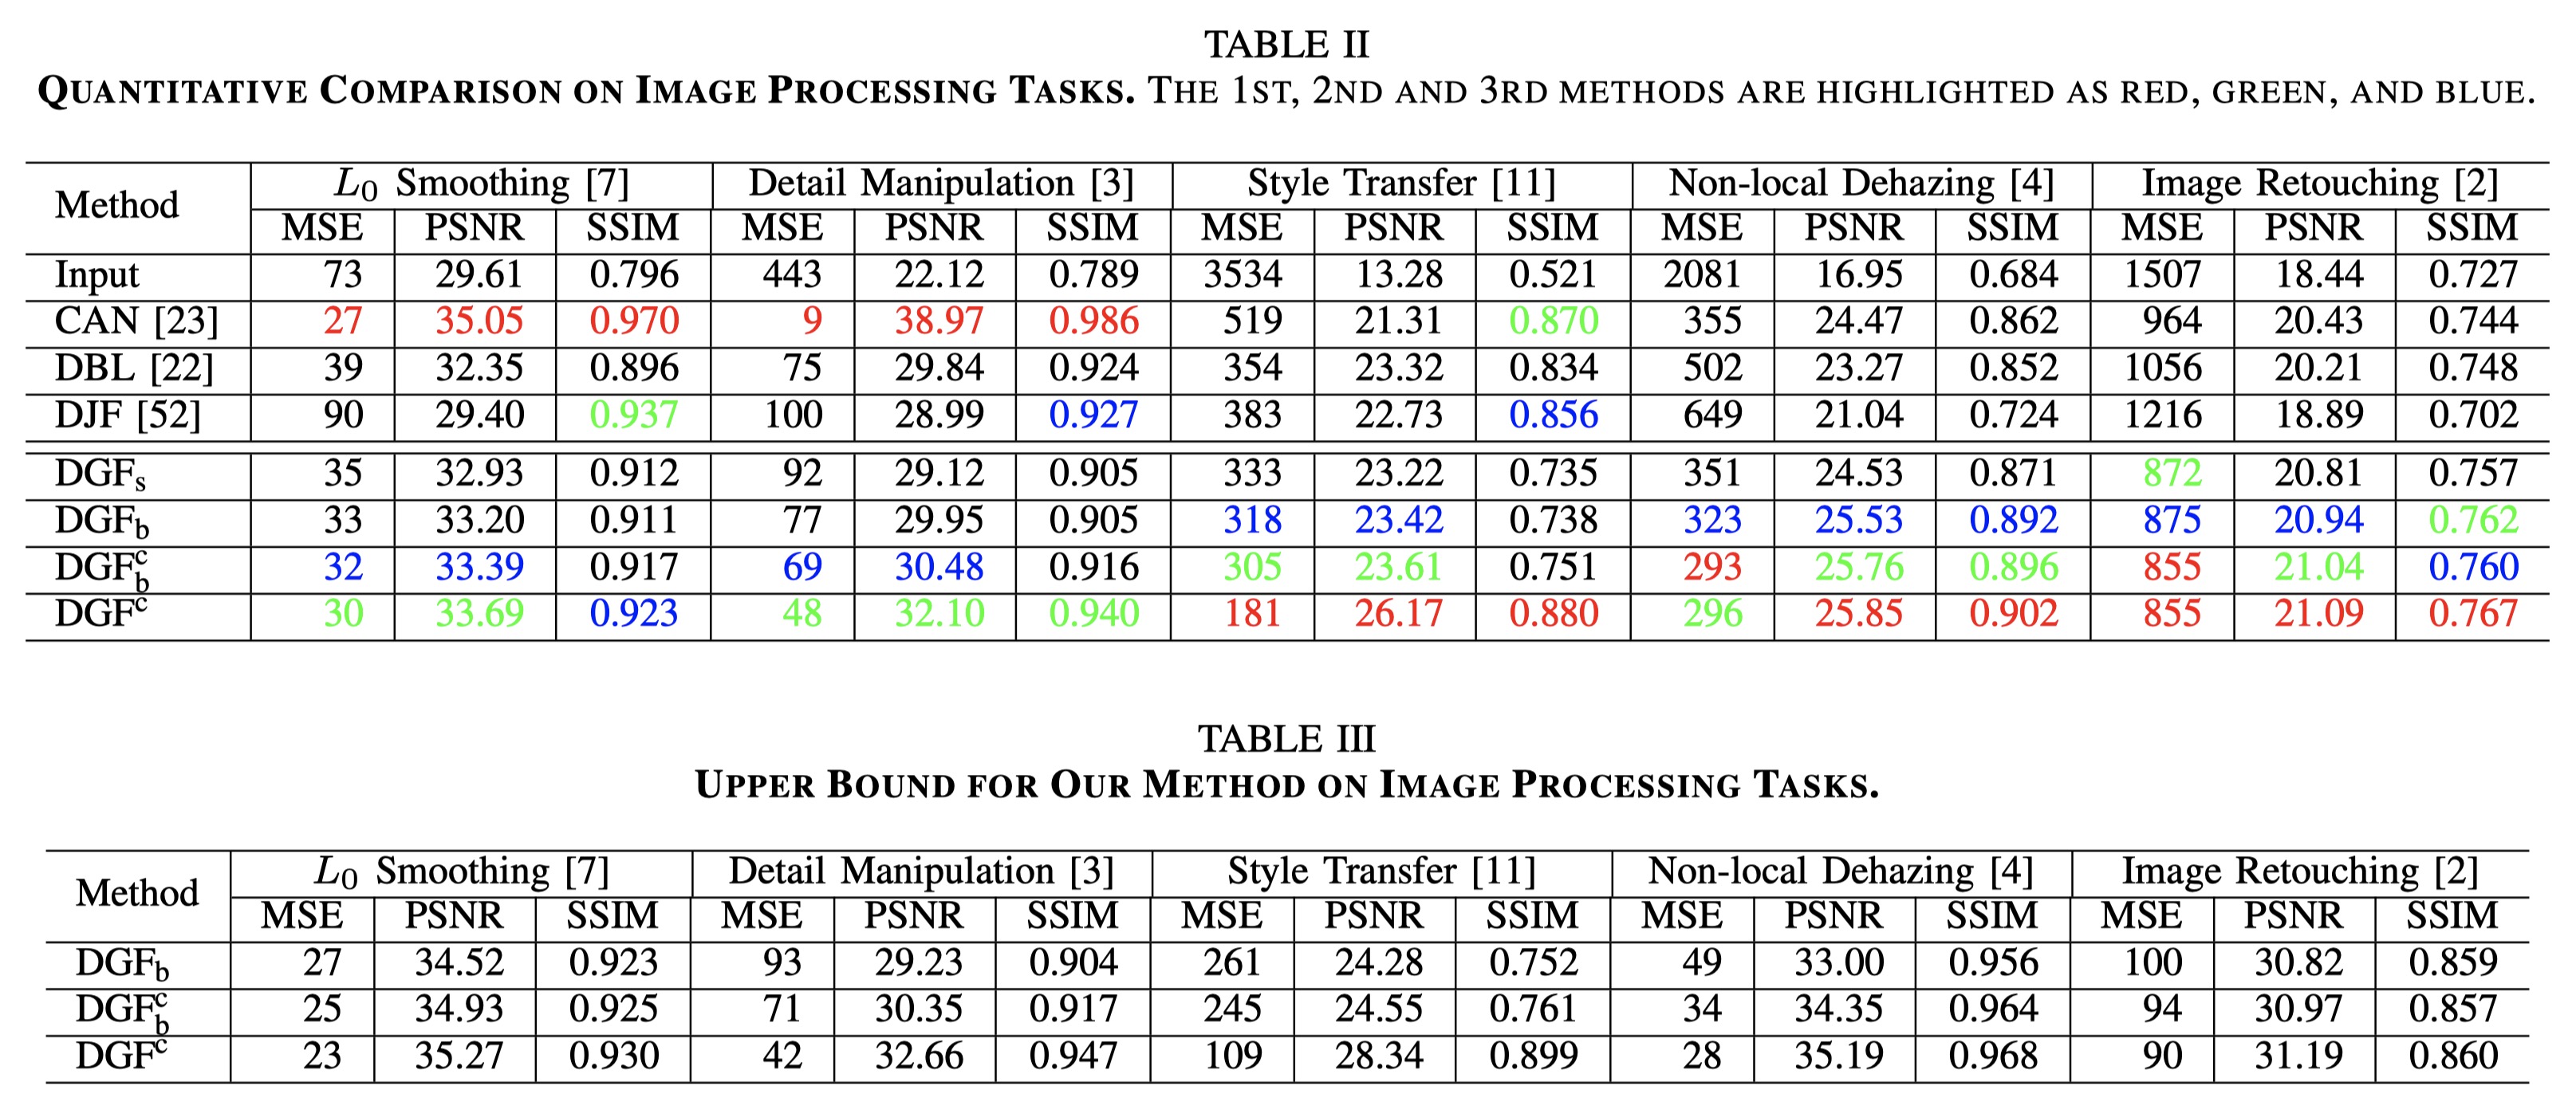 TABLE II
QUANTITATIVE COMPARISON ON IMAGE PROCESSING TASKS. THE 1ST, 2ND AND 3RD METHODS ARE HIGHLIGHTED AS RED, GREEN, AND BLUE.
Method L0 Smoothing [7] Detail Manipulation [3] Style Transfer [11] Non-local Dehazing [4] Image Retouching [2]
MSE PSNR SSIM MSE PSNR SSIM MSE PSNR SSIM MSE PSNR SSIM MSE PSNR SSIM
Input 73 29.61 0.796 443 22.12 0.789 3534 13.28 0.521 2081 16.95 0.684 1507 18.44 0.727
CAN [23] 27 35.05 0.970 9 38.97 0.986 519 21.31 0.870 355 24.47 0.862 964 20.43 0.744
DBL [22] 39 32.35 0.896 75 29.84 0.924 354 23.32 0.834 502 23.27 0.852 1056 20.21 0.748
DJF [52] 90 29.40 0.937 100 28.99 0.927 383 22.73 0.856 649 21.04 0.724 1216 18.89 0.702
DGFs 35 32.93 0.912 92 29.12 0.905 333 23.22 0.735 351 24.53 0.871 872 20.81 0.757
DGFb 33 33.20 0.911 77 29.95 0.905 318 23.42 0.738 323 25.53 0.892 875 20.94 0.762
DGFcb 32 33.39 0.917 69 30.48 0.916 305 23.61 0.751 293 25.76 0.896 855 21.04 0.760
DGFc 30 33.69 0.923 48 32.10 0.940 181 26.17 0.880 296 25.85 0.902 855 21.09 0.767
TABLE III
UPPER BOUND FOR OUR METHOD ON IMAGE PROCESSING TASKS.
Method L0 Smoothing [7] Detail Manipulation [3] Style Transfer [11] Non-local Dehazing [4] Image Retouching [2]
MSE PSNR SSIM MSE PSNR SSIM MSE PSNR SSIM MSE PSNR SSIM MSE PSNR SSIM
DGFb 27 34.52 0.923 93 29.23 0.904 261 24.28 0.752 49 33.00 0.956 100 30.82 0.859
DGFcb 25 34.93 0.925 71 30.35 0.917 245 24.55 0.761 34 34.35 0.964 94 30.97 0.857
DGFc 23 35.27 0.930 42 32.66 0.947 109 28.34 0.899 28 35.19 0.968 90 31.19 0.860